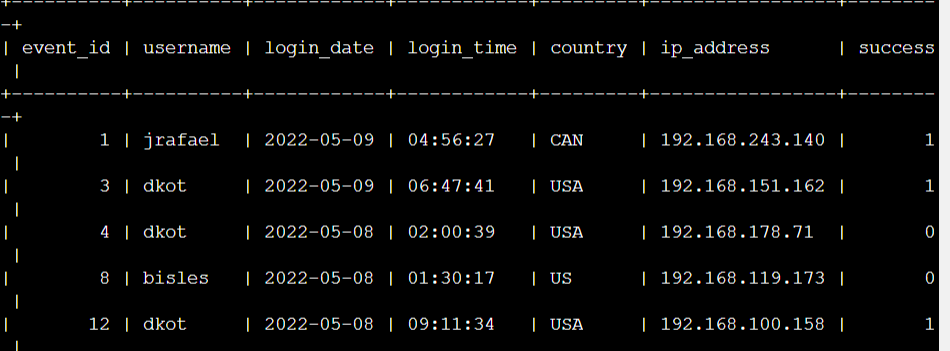 +----------+----------+------------+------------+---------+-----------------+--------
-+
| event_id | username | login_date | login_time | country | ip_address      | success
 |
+----------+----------+------------+------------+---------+-----------------+--------
-+
|        1 | jrafael  | 2022-05-09 | 04:56:27   | CAN     | 192.168.243.140 |       1
 |
|        3 | dkot     | 2022-05-09 | 06:47:41   | USA     | 192.168.151.162 |       1
 |
|        4 | dkot     | 2022-05-08 | 02:00:39   | USA     | 192.168.178.71  |       0
 |
|        8 | bisles   | 2022-05-08 | 01:30:17   | US      | 192.168.119.173 |       0
 |
|       12 | dkot     | 2022-05-08 | 09:11:34   | USA     | 192.168.100.158 |       1
 |